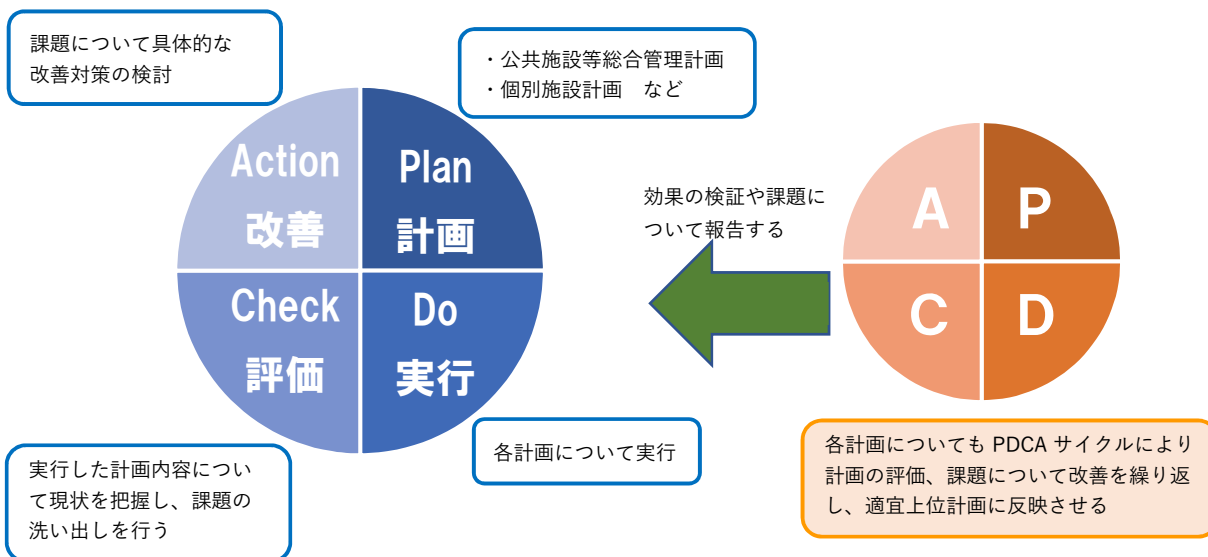 課題について具体的な
改善対策の検討
・公共施設等総合管理計画
・個別施設計画　など
Action
改善
Plan
計画
Check
評価
Do
実行
効果の検証や課題に
ついて報告する
A
P
C
D
各計画について実行
実行した計画内容につい
て現状を把握し、課題の
洗い出しを行う
各計画についても PDCA サイクルにより
計画の評価、課題について改善を繰り返
し、適宜上位計画に反映させる